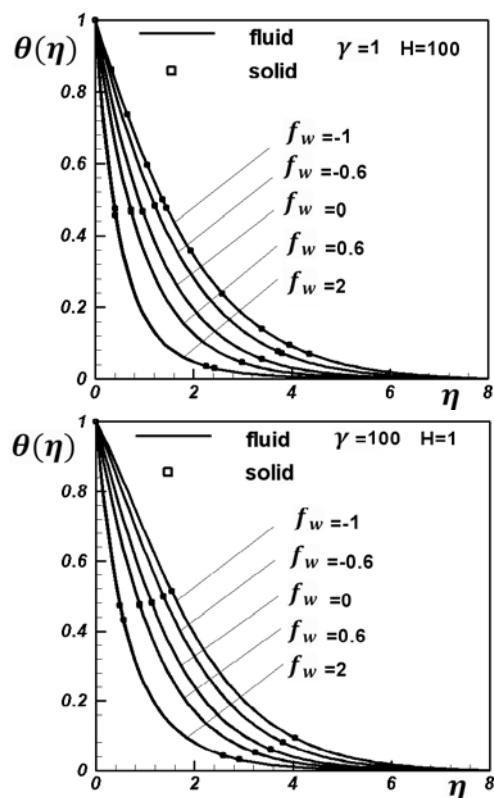 1
θ(η)
fluid
γ=1 H=100
0.8
solid
f_w=-1
0.6
f_w=-0.6
f_w=0
0.4
f_w=0.6
0.2
f_w=2
0
0 2 4 6 8
η
1
θ(η)
fluid
γ=100 H=1
0.8
solid
f_w=-1
0.6
f_w=-0.6
f_w=0
0.4
f_w=0.6
0.2
f_w=2
0
0 2 4 6 8
η